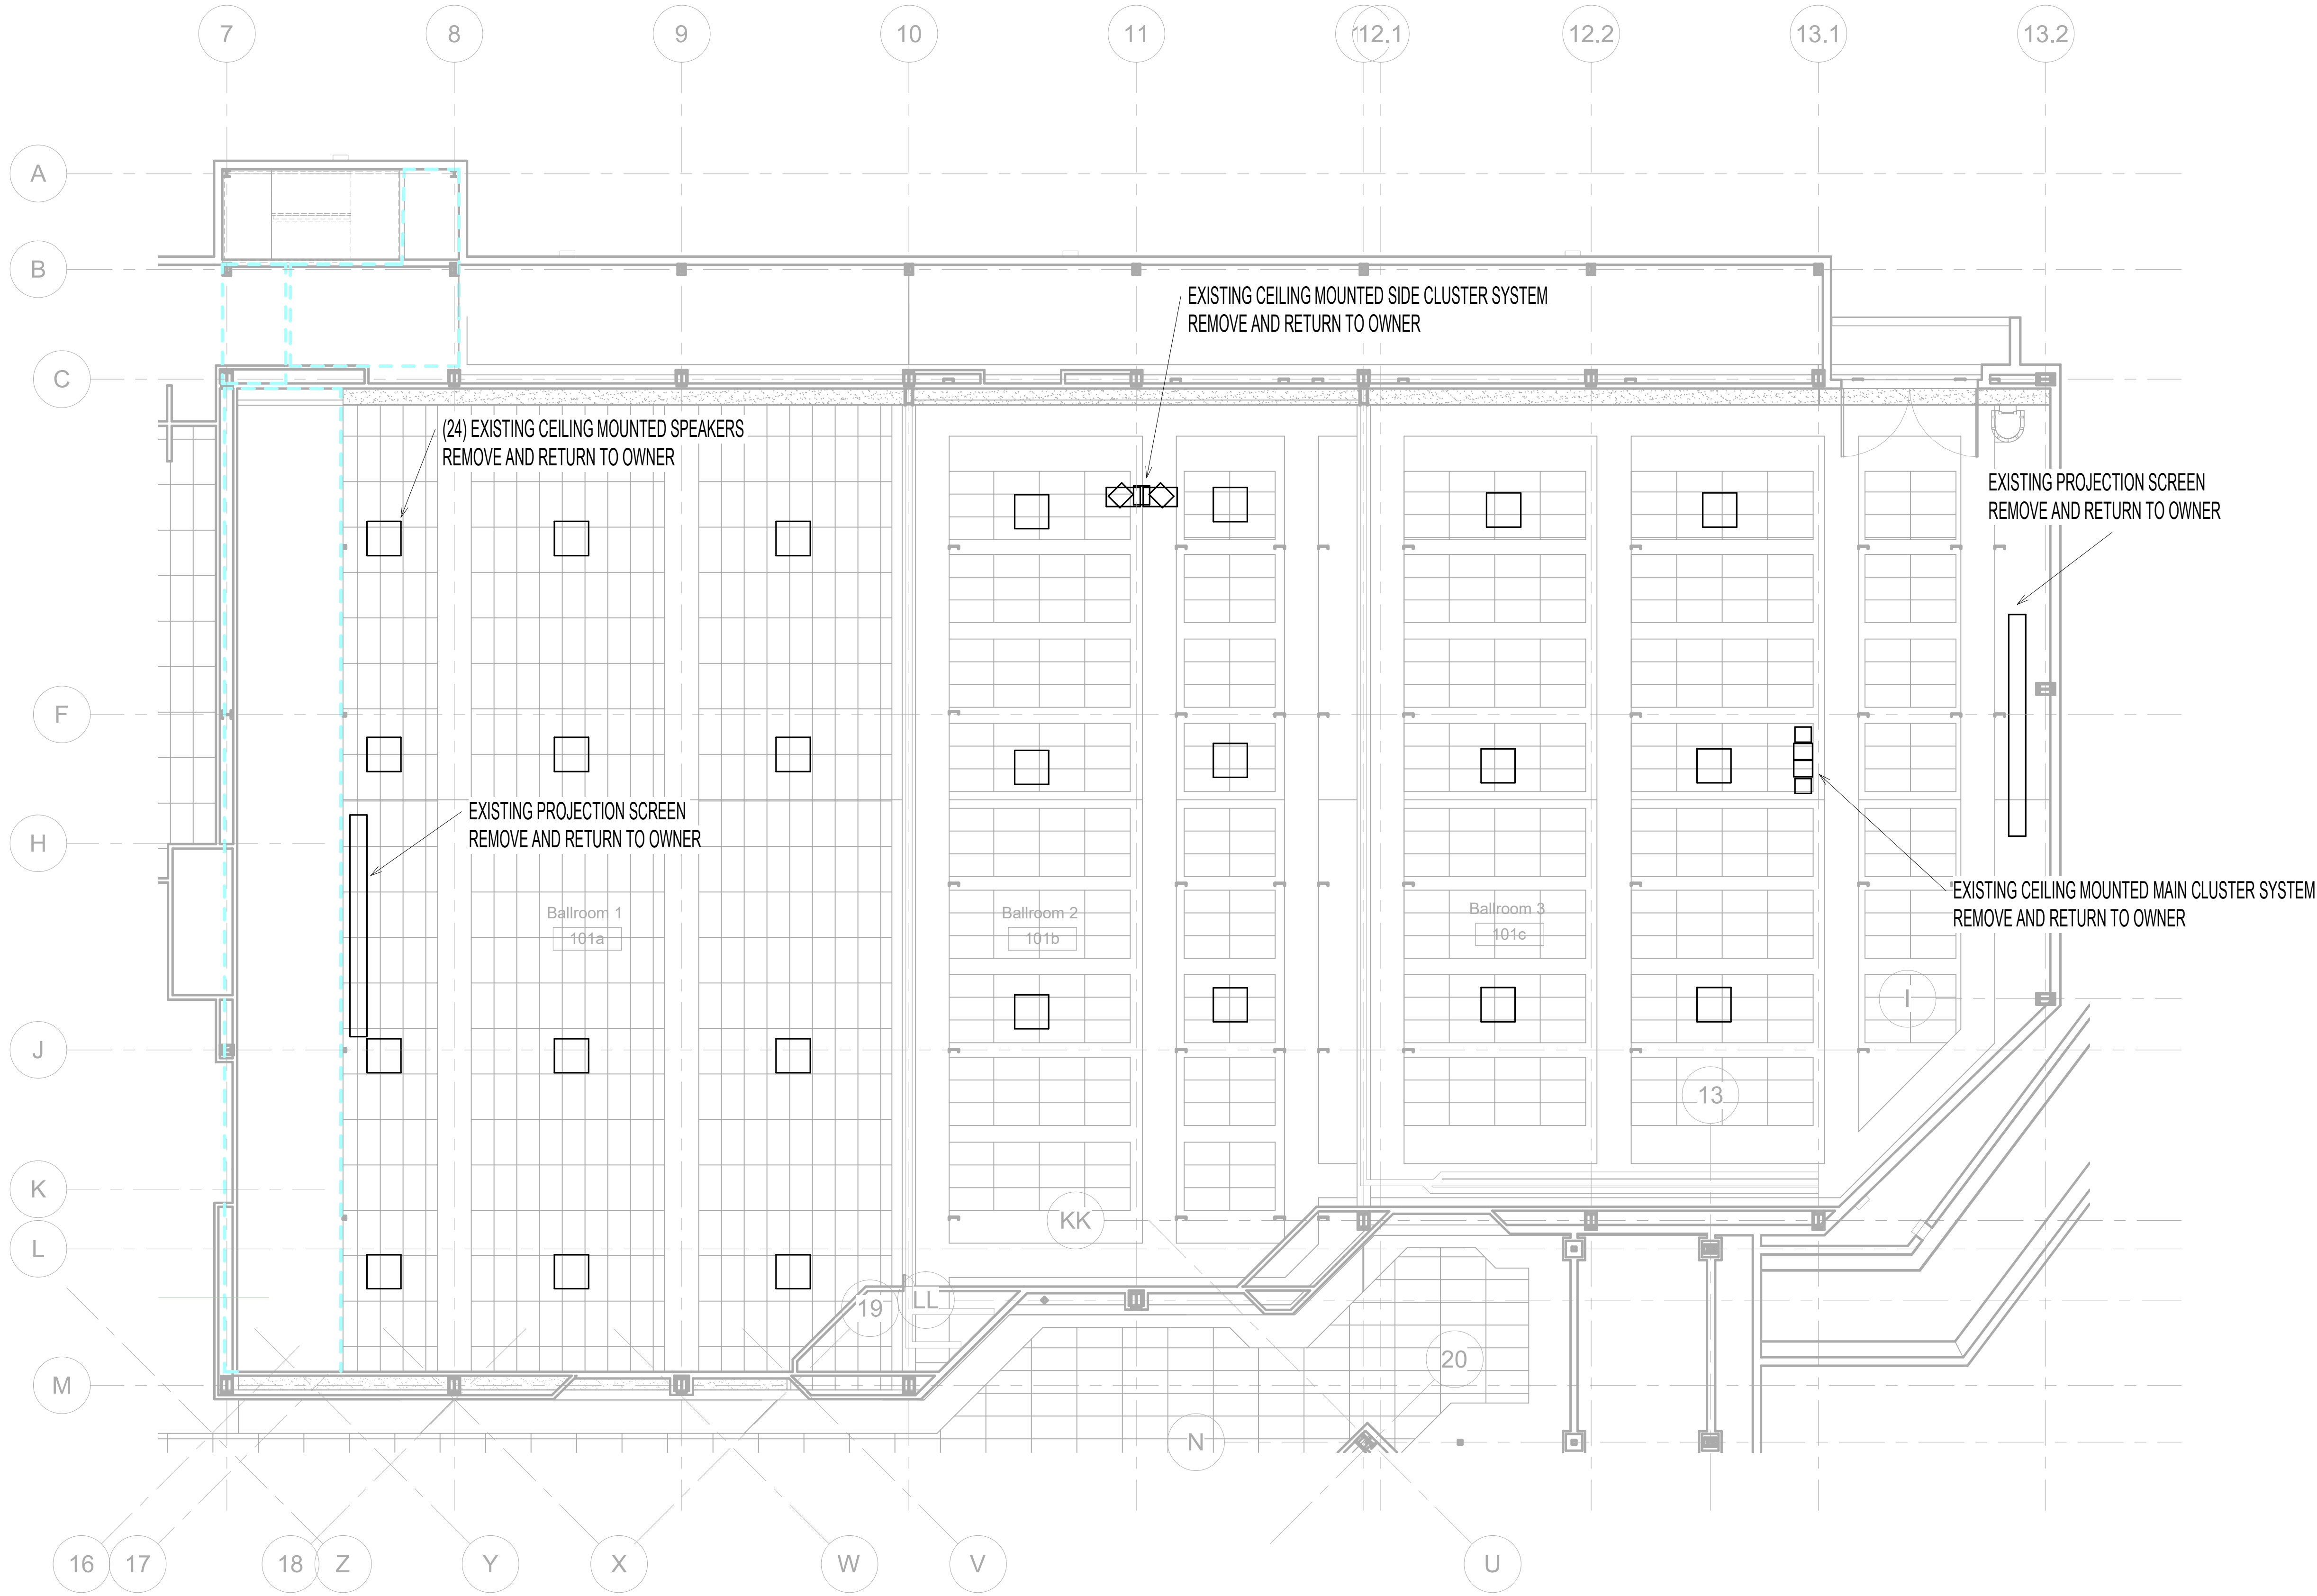 7
8
9
10
11
12.1
12.2
13.1
13.2
A
B
EXISTING CEILING MOUNTED SIDE CLUSTER SYSTEM
REMOVE AND RETURN TO OWNER
C
(24) EXISTING CEILING MOUNTED SPEAKERS
REMOVE AND RETURN TO OWNER
EXISTING PROJECTION SCREEN
REMOVE AND RETURN TO OWNER
F
EXISTING PROJECTION SCREEN
REMOVE AND RETURN TO OWNER
H
EXISTING CEILING MOUNTED MAIN CLUSTER SYSTEM
REMOVE AND RETURN TO OWNER
Ballroom 1
101a
Ballroom 2
101b
Ballroom 3
101c
I
J
13
K
KK
L
19
LL
20
M
N
16
17
18
Z
Y
X
W
V
U